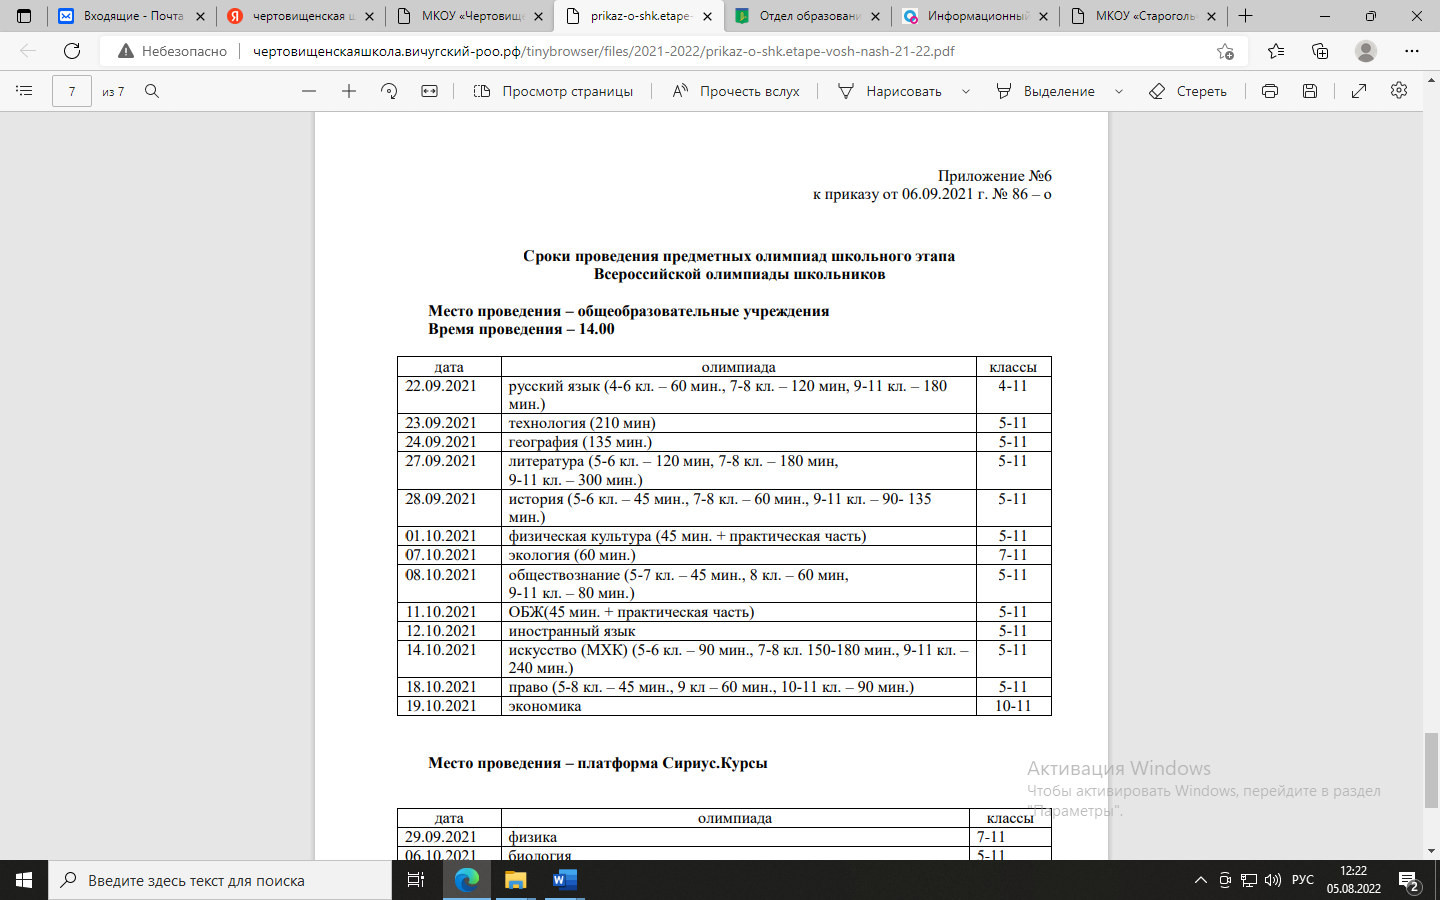 Входящие - Почта
чертовищенская ш
МКОУ «Чертовищ
prikaz-o-shk.etape-
Отдел образовани
Информационный
МКОУ «Староголь
Небезопасно
чертовищенскаяшкола.вичугский-роо.рф/tinybrowser/files/2021-2022/prikaz-o-shk.etape-vosh-nash-21-22.pdf
7 из 7 Просмотр страницы Прочесть вслух Нарисовать Выделение Стереть
Приложение №6
к приказу от 06.09.2021 г. № 86 – о
Сроки проведения предметных олимпиад школьного этапа
Всероссийской олимпиады школьников
Место проведения – общеобразовательные учреждения
Время проведения – 14.00
дата олимпиада классы
22.09.2021 русский язык (4-6 кл. – 60 мин., 7-8 кл. – 120 мин, 9-11 кл. – 180 4-11
мин.)
23.09.2021 технология (210 мин) 5-11
24.09.2021 география (135 мин.) 5-11
27.09.2021 литература (5-6 кл. – 120 мин, 7-8 кл. – 180 мин, 5-11
9-11 кл. – 300 мин.)
28.09.2021 история (5-6 кл. – 45 мин., 7-8 кл. – 60 мин., 9-11 кл. – 90- 135 5-11
мин.)
01.10.2021 физическая культура (45 мин. + практическая часть) 5-11
07.10.2021 экология (60 мин.) 7-11
08.10.2021 обществознание (5-7 кл. – 45 мин., 8 кл. – 60 мин, 5-11
9-11 кл. – 80 мин.)
11.10.2021 ОБЖ(45 мин. + практическая часть) 5-11
12.10.2021 иностранный язык 5-11
14.10.2021 искусство (МХК) (5-6 кл. – 90 мин., 7-8 кл. 150-180 мин., 9-11 кл. – 5-11
240 мин.)
18.10.2021 право (5-8 кл. – 45 мин., 9 кл – 60 мин., 10-11 кл. – 90 мин.) 5-11
19.10.2021 экономика 10-11
Место проведения – платформа Сириус.Курсы
Активация Windows
Чтобы активировать Windows, перейдите в раздел
"Параметры".
дата олимпиада классы
29.09.2021 физика 7-11
06.10.2021 биология 5-11
Введите здесь текст для поиска
РУС
12:22
05.08.2022
2